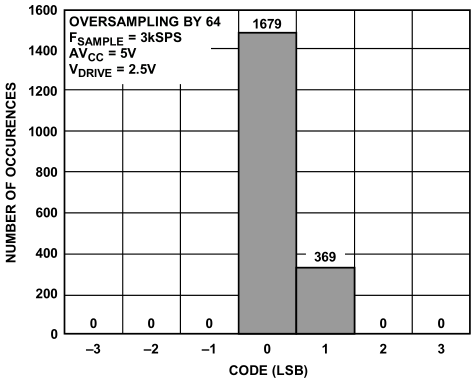 1600
1400
1200
1000
800
600
400
200
0
NUMBER OF OCCURENCES
OVERSAMPLING BY 64
FSAMPLE = 3kSPS
AVCC = 5V
VDRIVE = 2.5V
1679
369
0 0 0 0 0
–3 –2 –1 0 1 2 3
CODE (LSB)